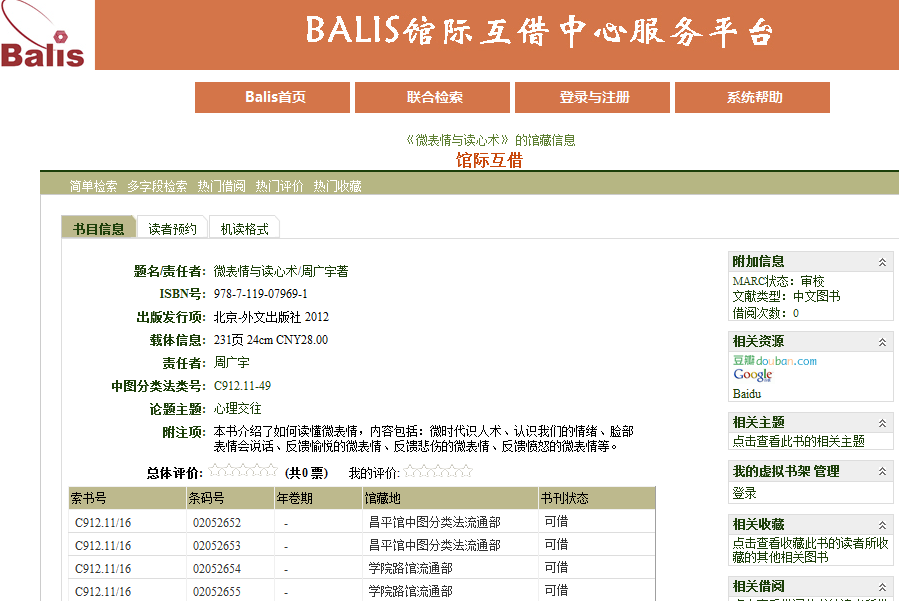 Balis
BALIS馆际互借中心服务平台
Balis首页 联合检索 登录与注册 系统帮助
《微表情与读心术》 的馆藏信息
馆际互借
简单检索 多字段检索 热门借阅 热门评价 热门收藏
书目信息 读者预约 机读格式
题名/责任者: 微表情与读心术/周广宇著
ISBN号: 978-7-119-07969-1
出版发行项: 北京-外文出版社 2012
载体信息: 231页 24cm CNY28.00
责任者: 周广宇
中图分类法类号: C912.11-49
论题主题: 心理交往
附注项: 本书介绍了如何读懂微表情，内容包括：微时代识人术、认识我们的情绪、脸部
表情会说话、反馈愉悦的微表情、反馈悲伤的微表情、反馈愤怒的微表情等。
总体评价: (共0 票) 我的评价:
索书号 条码号 年卷期 馆藏地 书刊状态
C912.11/16 02052652 - 昌平馆中图分类法流通部 可借
C912.11/16 02052653 - 昌平馆中图分类法流通部 可借
C912.11/16 02052654 - 学院路馆流通部 可借
C912.11/16 02052655 - 学院路馆流通部 可借
附加信息
MARC状态：审校
文献类型：中文图书
借阅次数：0
相关资源
豆瓣douban.com
Google
Baidu
相关主题
点击查看此书的相关主题
我的虚拟书架 管理
登录
相关收藏
点击查看收藏此书的读者所收
藏的其他相关图书
相关借阅